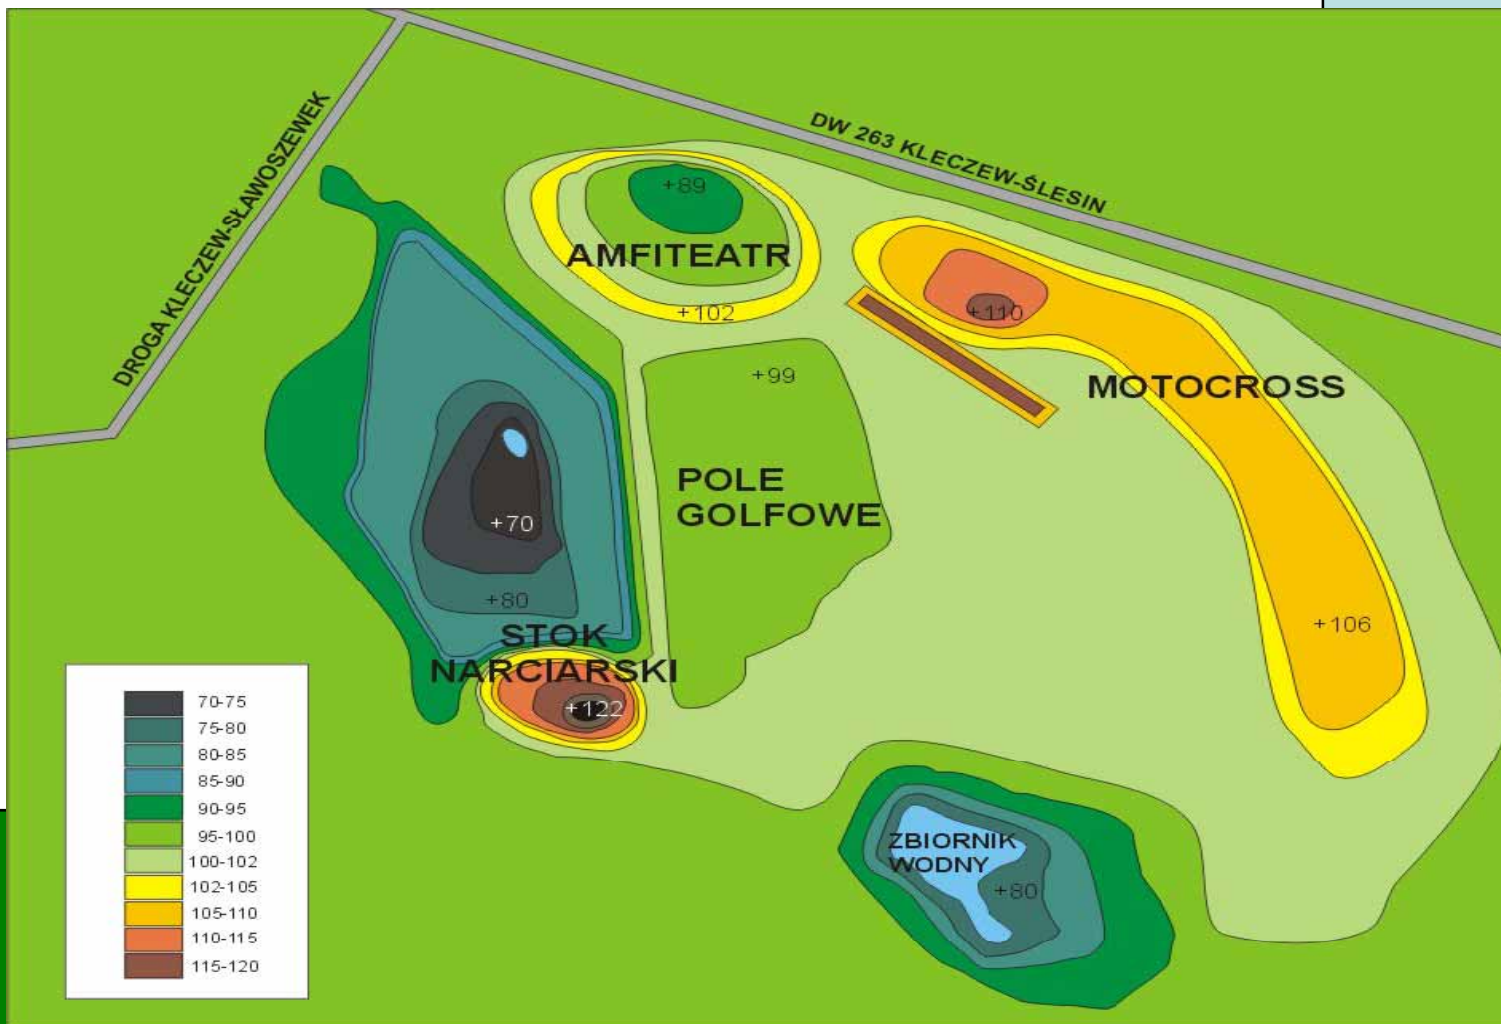 DROGA KLECZEW-SŁAWOSZEWEK
DW 263 KLECZEW-ŚLESIN
+89
AMFITEATR
+102
+110
+99
MOTOCROSS
POLE
GOLFOWE
+70
+80
STOK
NARCIARSKI
+122
+106
ZBIORNIK
WODNY
+80
70-75
75-80
80-85
85-90
90-95
95-100
100-102
102-105
105-110
110-115
115-120